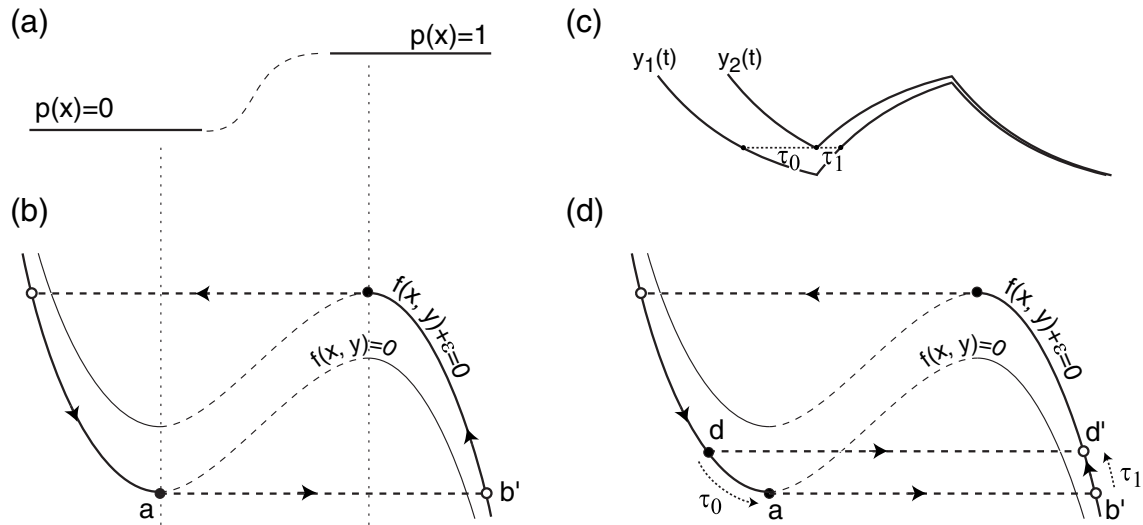 (a)
p(x)=1
p(x)=0
(c)
y₁(t)
y₂(t)
τ₀
τ₁
(b)
f(x, y)+ε=0
f(x, y)=0
a
b'
(d)
f(x, y)+ε=0
f(x, y)=0
d
d'
τ₀
τ₁
a
b'